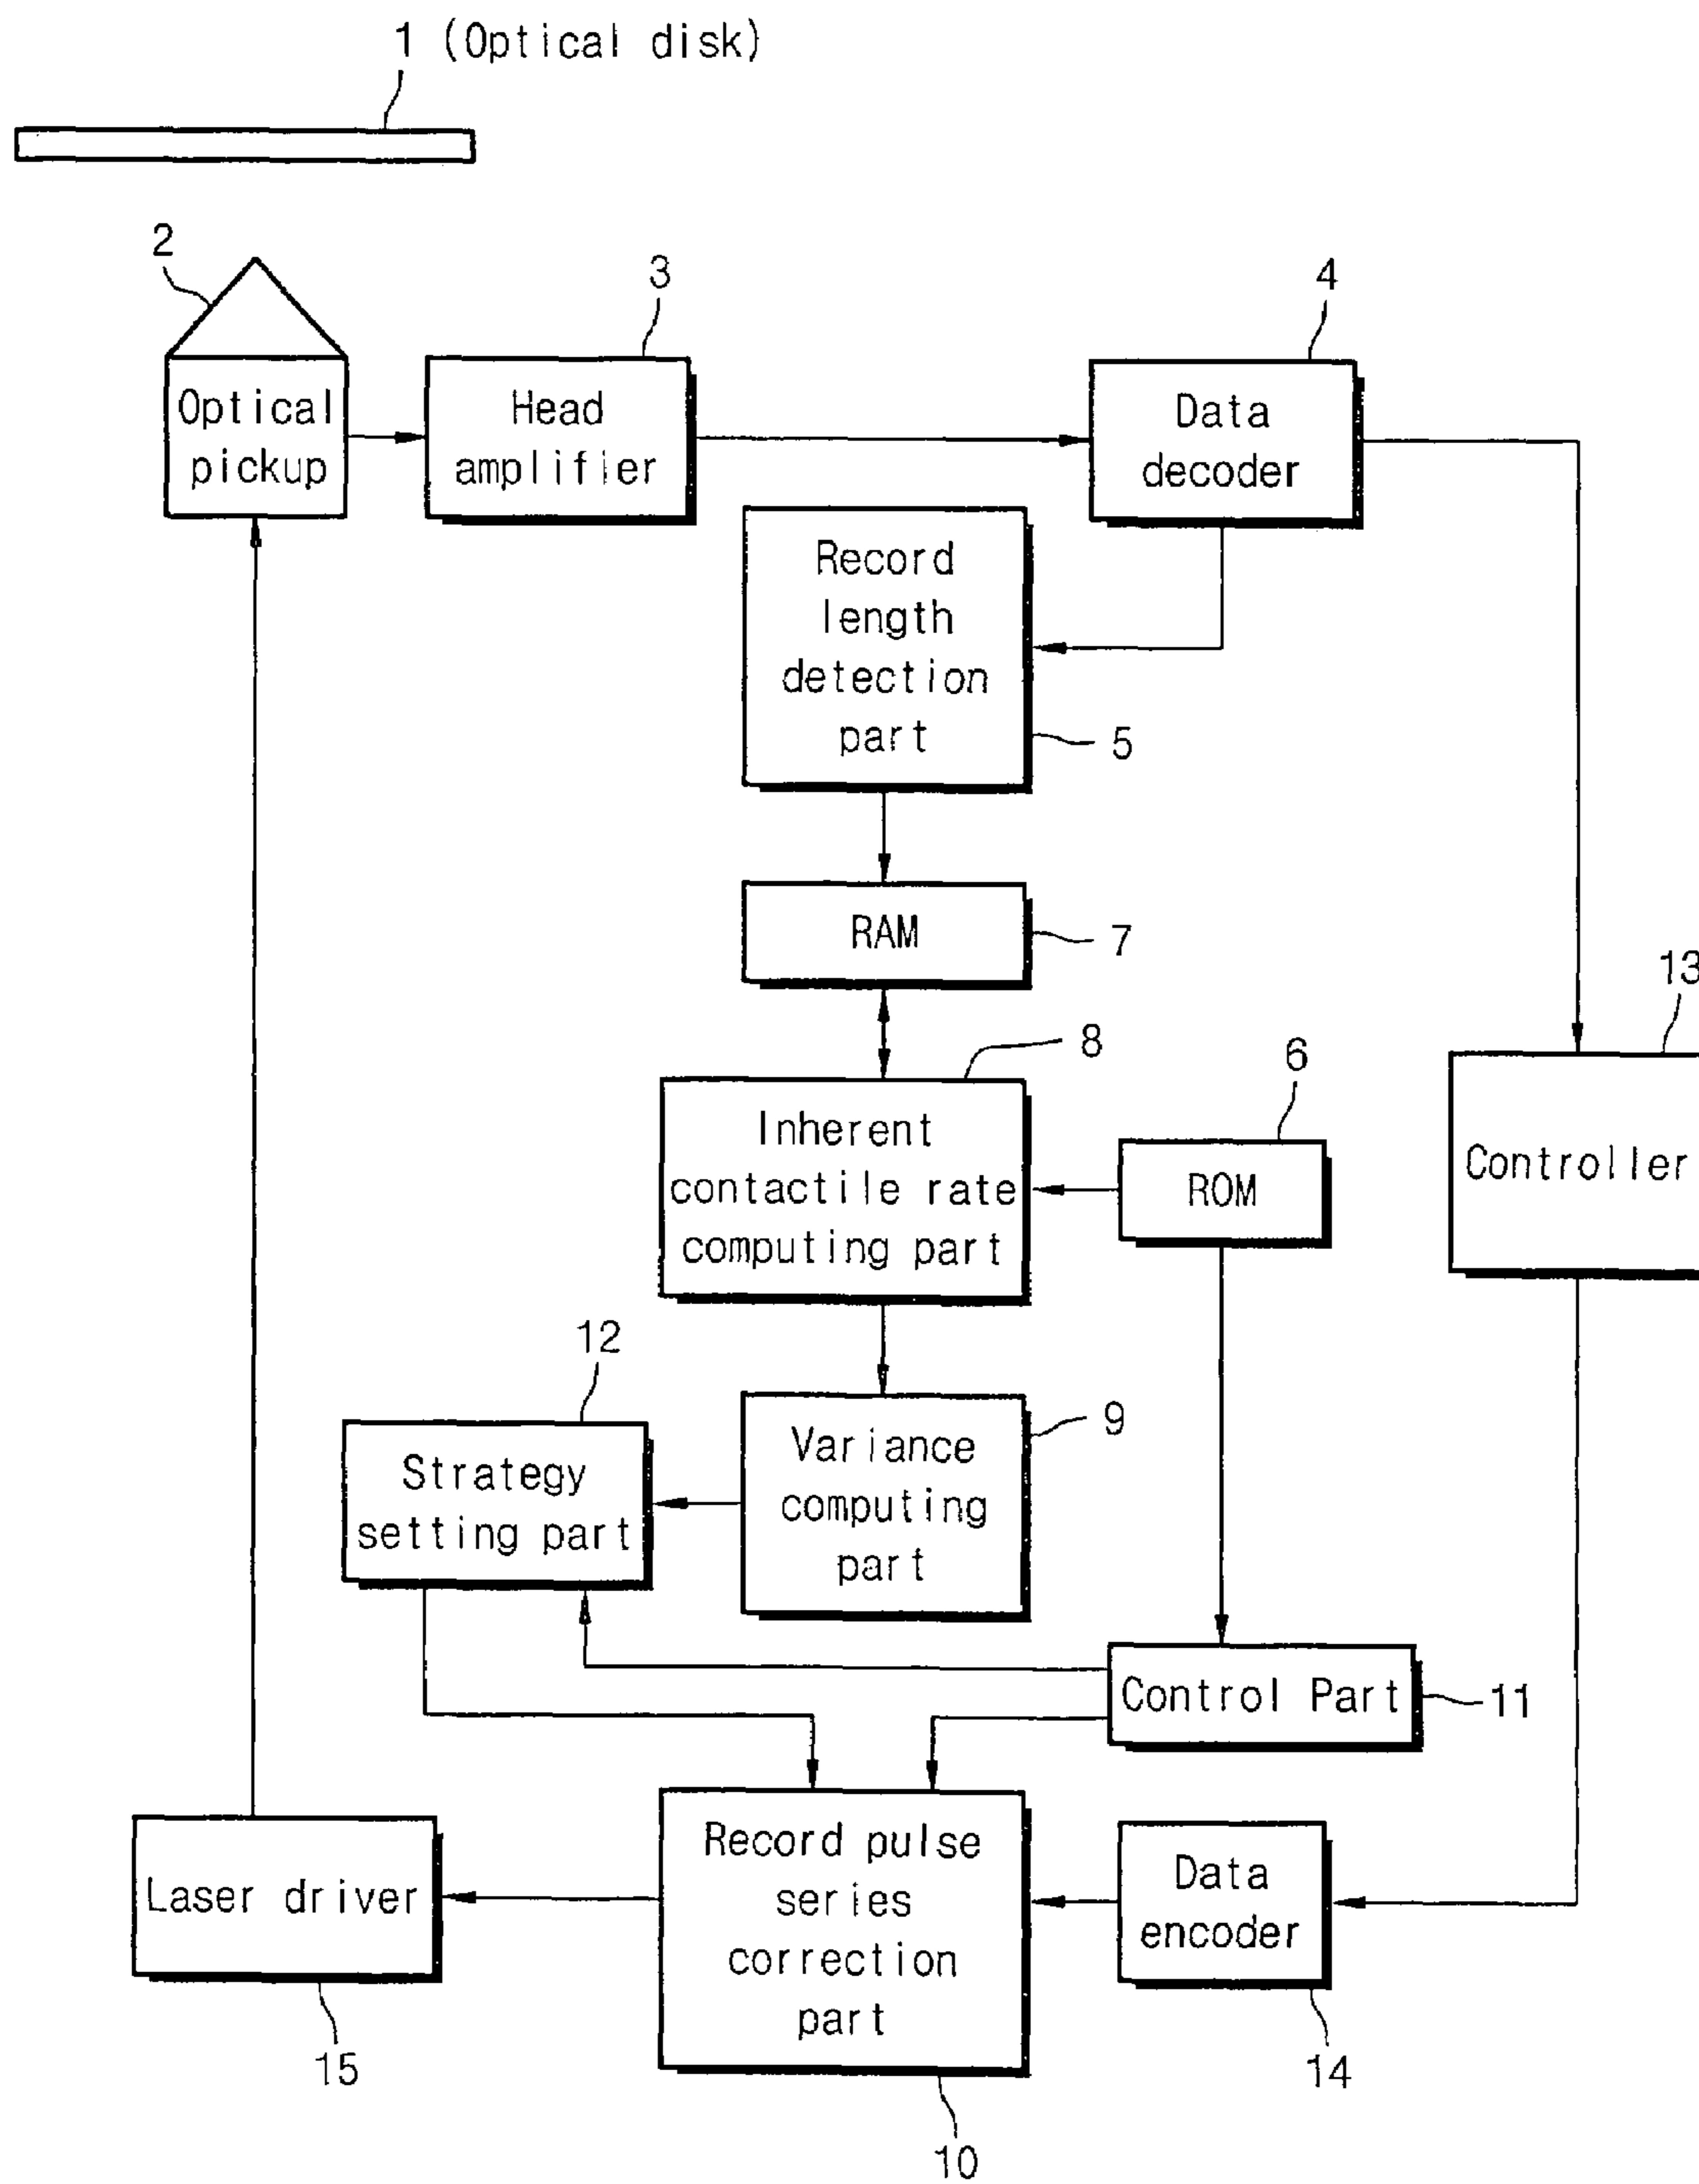 1 (Optical disk)
2
3
4
Optical
pickup
Head
amplifier
Data
decoder
Record
length
detection
part
5
RAM
7
13
8
6
Inherent
contactile rate
computing part
ROM
Controller
12
9
Strategy
setting part
Variance
computing
part
Control Part
11
Laser driver
Record pulse
series
correction
part
Data
encoder
15
14
10